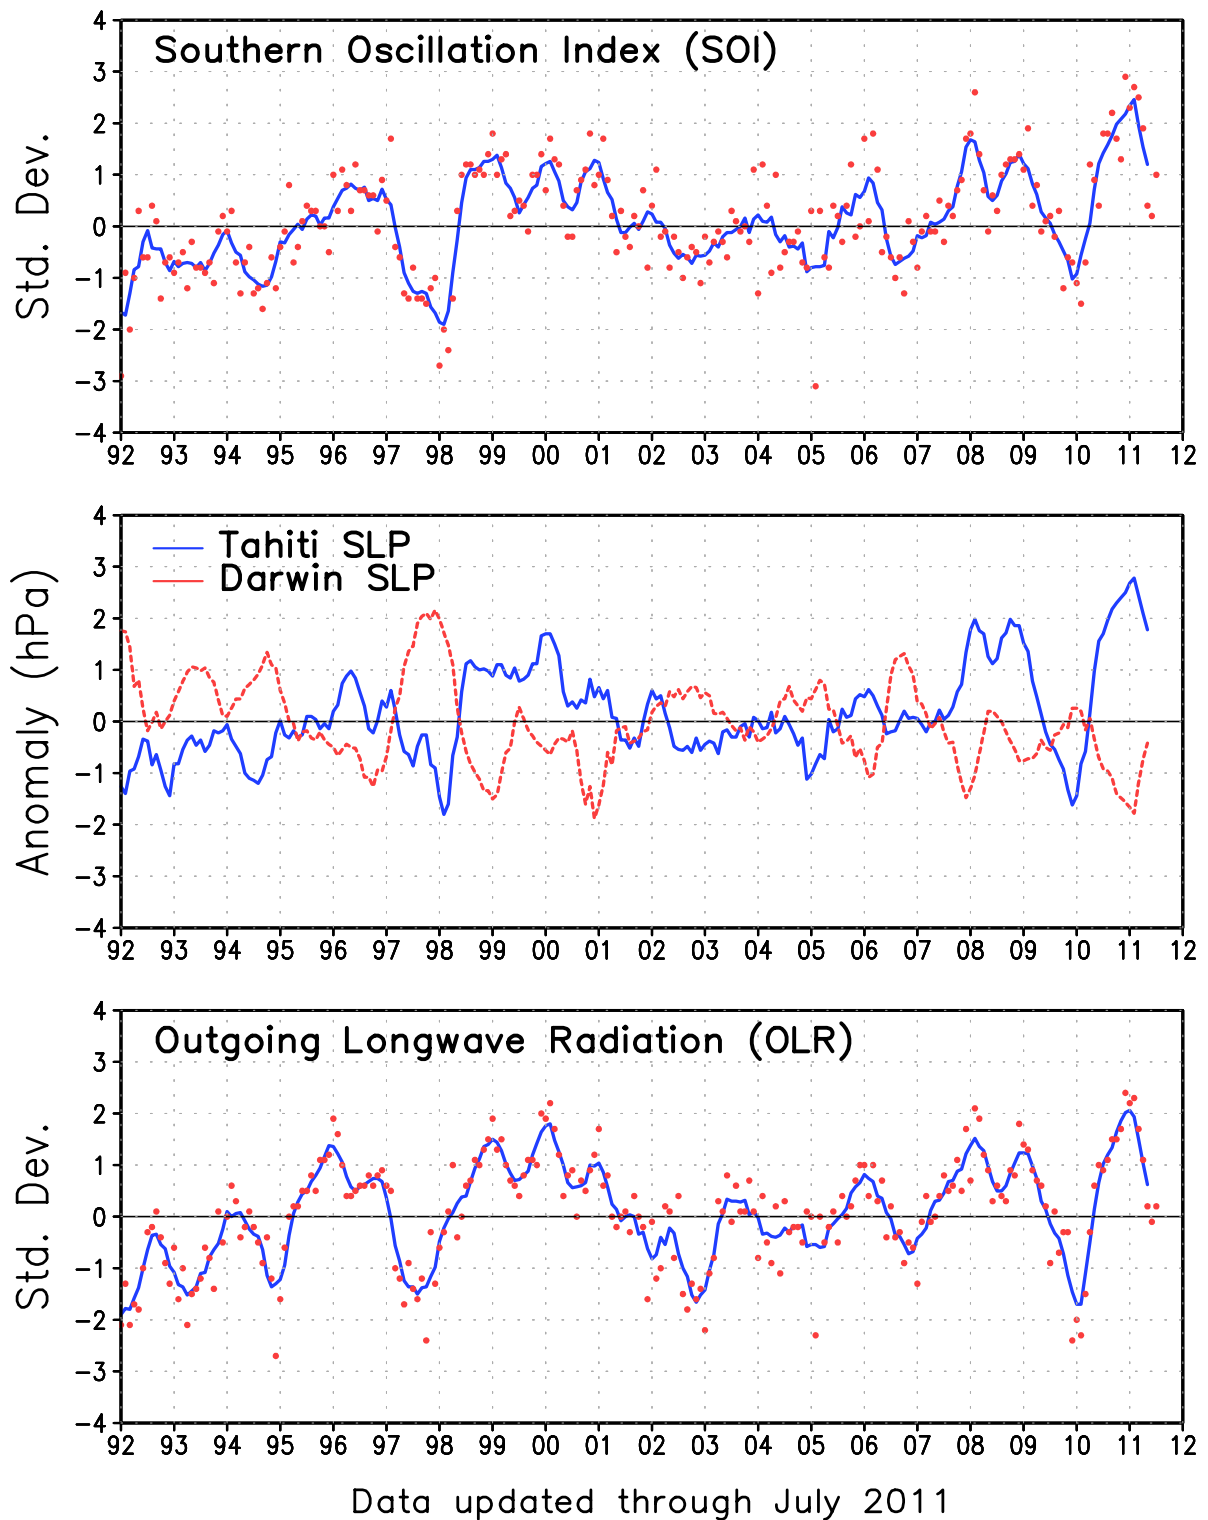 Southern Oscillation Index (SOI)
Std. Dev.
4
3
2
1
0
−1
−2
−3
−4
92 93 94 95 96 97 98 99 00 01 02 03 04 05 06 07 08 09 10 11 12
Tahiti SLP
Darwin SLP
Anomaly (hPa)
4
3
2
1
0
−1
−2
−3
−4
92 93 94 95 96 97 98 99 00 01 02 03 04 05 06 07 08 09 10 11 12
Outgoing Longwave Radiation (OLR)
Std. Dev.
4
3
2
1
0
−1
−2
−3
−4
92 93 94 95 96 97 98 99 00 01 02 03 04 05 06 07 08 09 10 11 12
Data updated through July 2011